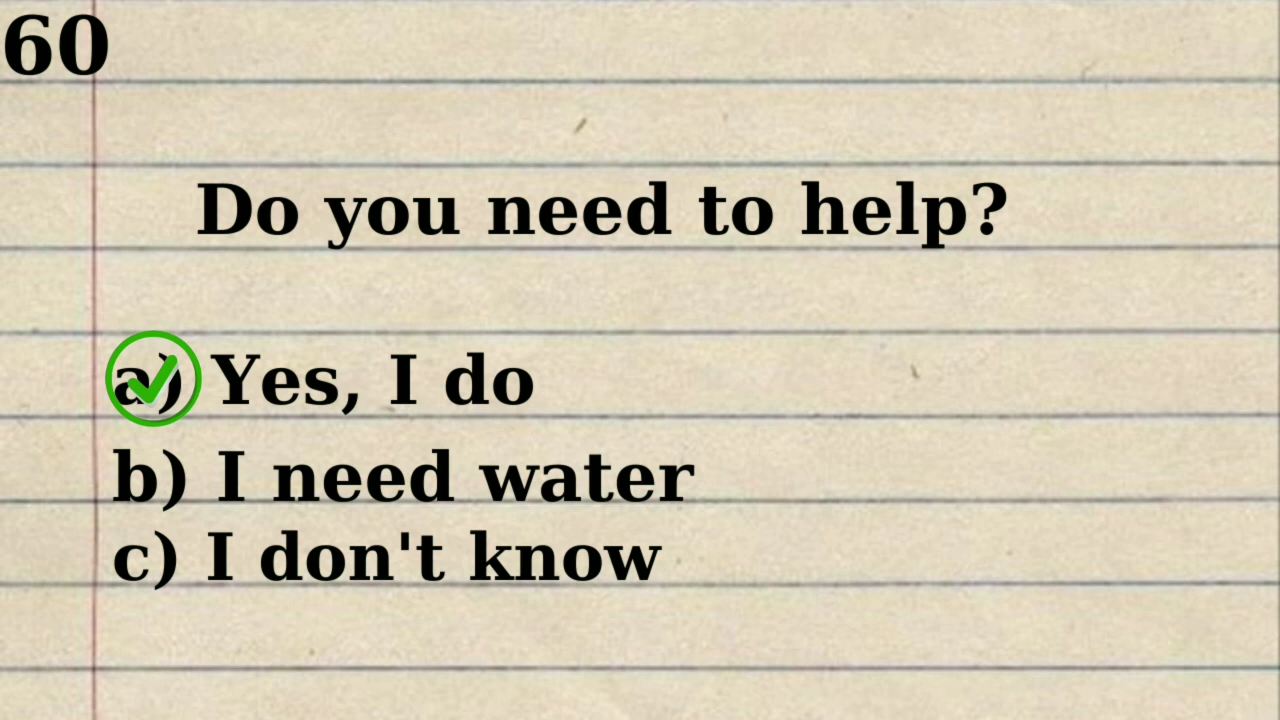 60
Do you need to help?
a) Yes, I do
b) I need water
c) I don't know